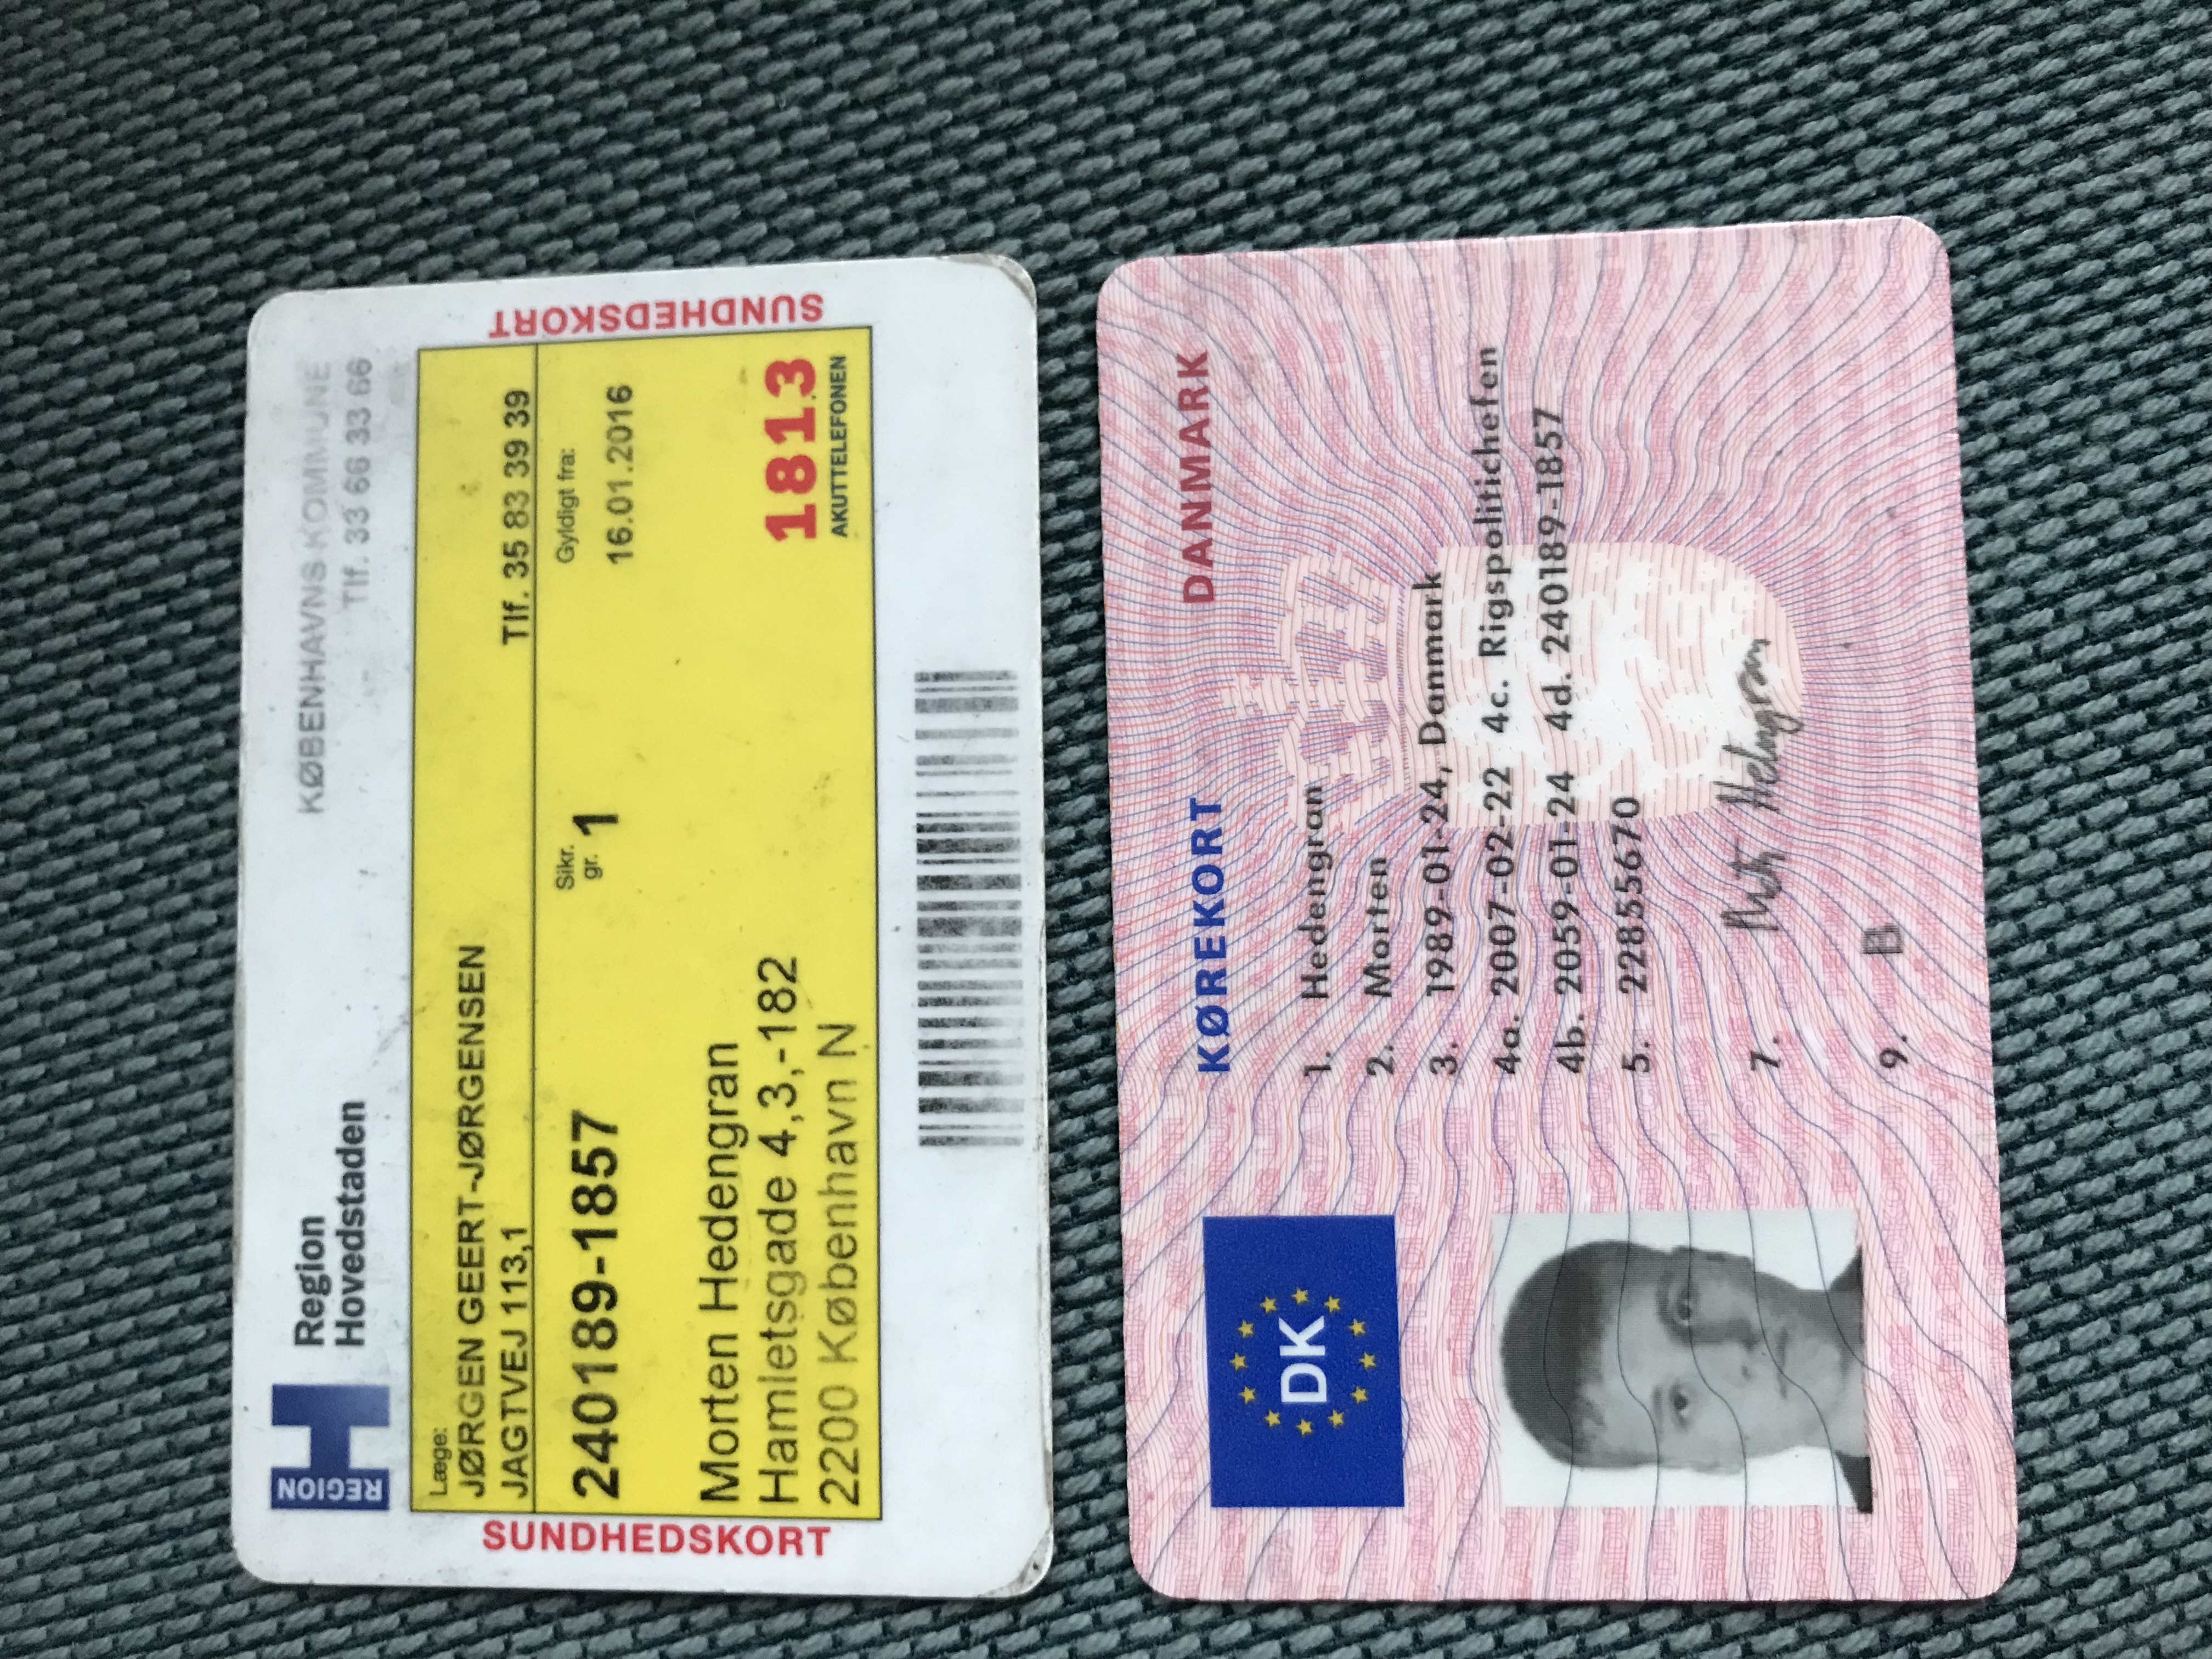 REGION
Region
Hovedstaden
KØBENHAVNS KOMMUNE
Tlf. 33 66 33 66
SUNDHEDSKORT
Læge:
JØRGEN GEERT-JØRGENSEN
JAGTVEJ 113,1
Tlf. 35 83 39 39
240189-1857
Sikr.
gr. 1
Gyldigt fra:
16.01.2016
Morten Hedengran
Hamletsgade 4,3,-182
2200 København N
1813
AKUTTELEFONEN
SUNDHEDSKORT
KØREKORT DANMARK
DK
1. Hedengran
2. Morten
3. 1989-01-24, Danmark
4a. 2007-02-22 4c. Rigspolitichefen
4b. 2059-01-24 4d. 240189-1857
5. 22855670
7.
9. B